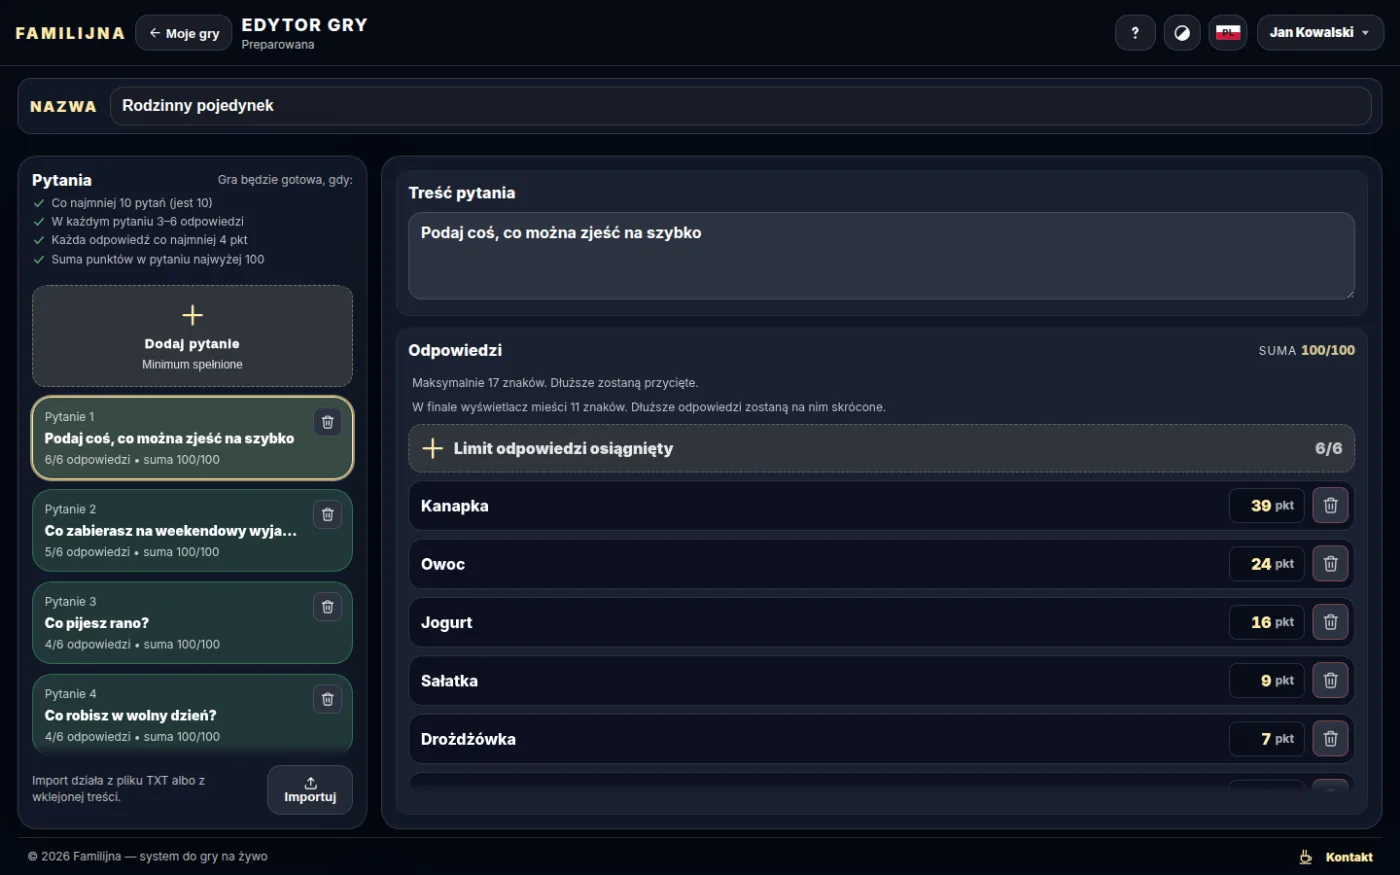 FAMILIJNA
← Moje gry
EDYTOR GRY
Preparowana
?
PL
Jan Kowalski
NAZWA
Rodzinny pojedynek
Pytania
Gra będzie gotowa, gdy:
Co najmniej 10 pytań (jest 10)
W każdym pytaniu 3–6 odpowiedzi
Każda odpowiedź co najmniej 4 pkt
Suma punktów w pytaniu najwyżej 100
Dodaj pytanie
Minimum spełnione
Pytanie 1
Podaj coś, co można zjeść na szybko
6/6 odpowiedzi • suma 100/100
Pytanie 2
Co zabierasz na weekendowy wyja...
5/6 odpowiedzi • suma 100/100
Pytanie 3
Co pijesz rano?
4/6 odpowiedzi • suma 100/100
Pytanie 4
Co robisz w wolny dzień?
4/6 odpowiedzi • suma 100/100
Import działa z pliku TXT albo z
wklejonej treści.
Importuj
Treść pytania
Podaj coś, co można zjeść na szybko
Odpowiedzi
SUMA 100/100
Maksymalnie 17 znaków. Dłuższe zostaną przycięte.
W finale wyświetlacz mieści 11 znaków. Dłuższe odpowiedzi zostaną na nim skrócone.
Limit odpowiedzi osiągnięty
6/6
Kanapka
39 pkt
Owoc
24 pkt
Jogurt
16 pkt
Sałatka
9 pkt
Drożdżówka
7 pkt
© 2026 Familijna — system do gry na żywo
Kontakt